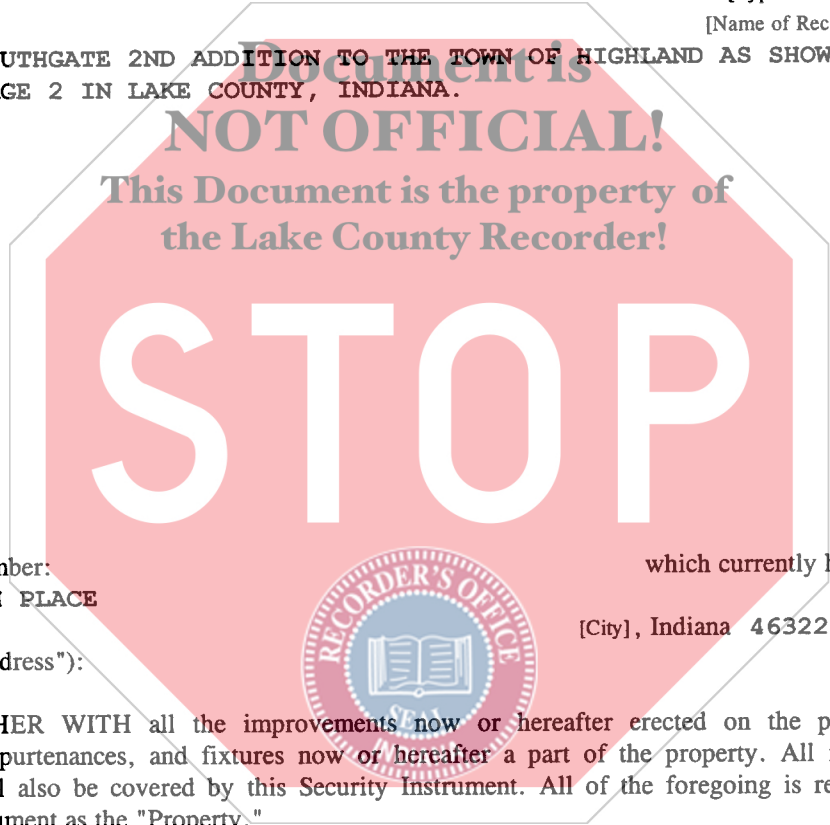 [Name of Rec
UTHGATE 2ND ADDITION TO THE TOWN OF HIGHLAND AS SHOW
GE 2 IN LAKE COUNTY, INDIANA.
Document is
NOT OFFICIAL!
This Document is the property of
the Lake County Recorder!
STOP
mber:
which currently h
PLACE
[City], Indiana 46322
dress"):
RECORDER'S OFFICE
SEAL
HER WITH all the improvements now or hereafter erected on the p
purtenances, and fixtures now or hereafter a part of the property. All
l also be covered by this Security Instrument. All of the foregoing is re
ument as the "Property."